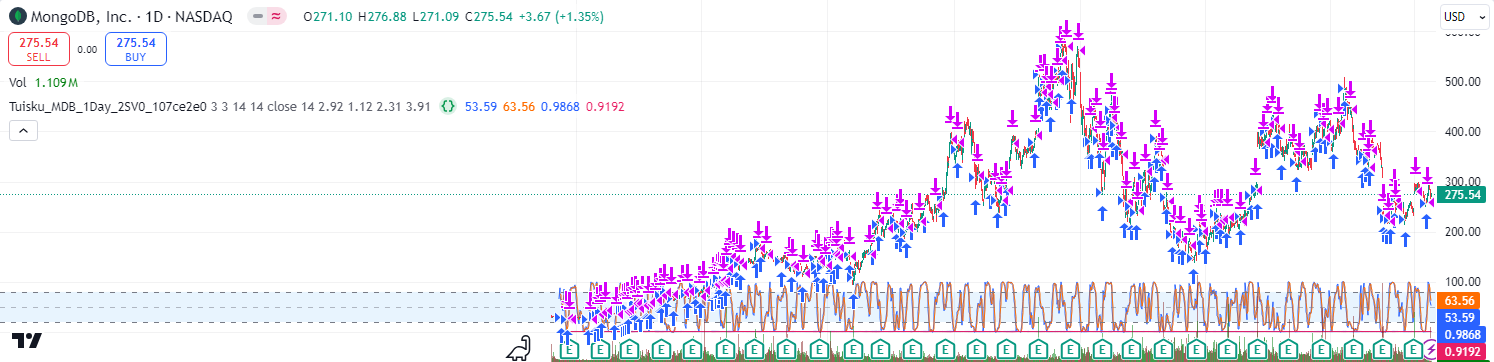 MongoDB, Inc. · 1D · NASDAQ O271.10 H276.88 L271.09 C275.54 +3.67 (+1.35%)
USD
275.54 SELL 0.00 275.54 BUY
Vol 1.109M
Tuisku_MDB_1Day_2SV0_107ce2e0 3 3 14 14 close 14 2.92 1.12 2.31 3.91 {} 53.59 63.56 0.9868 0.9192
500.00
400.00
300.00
275.54
200.00
100.00
63.56
53.59
0.9868
0.9192
E E E E E E E E E E E E E E E E E E E E E E E E E E E E